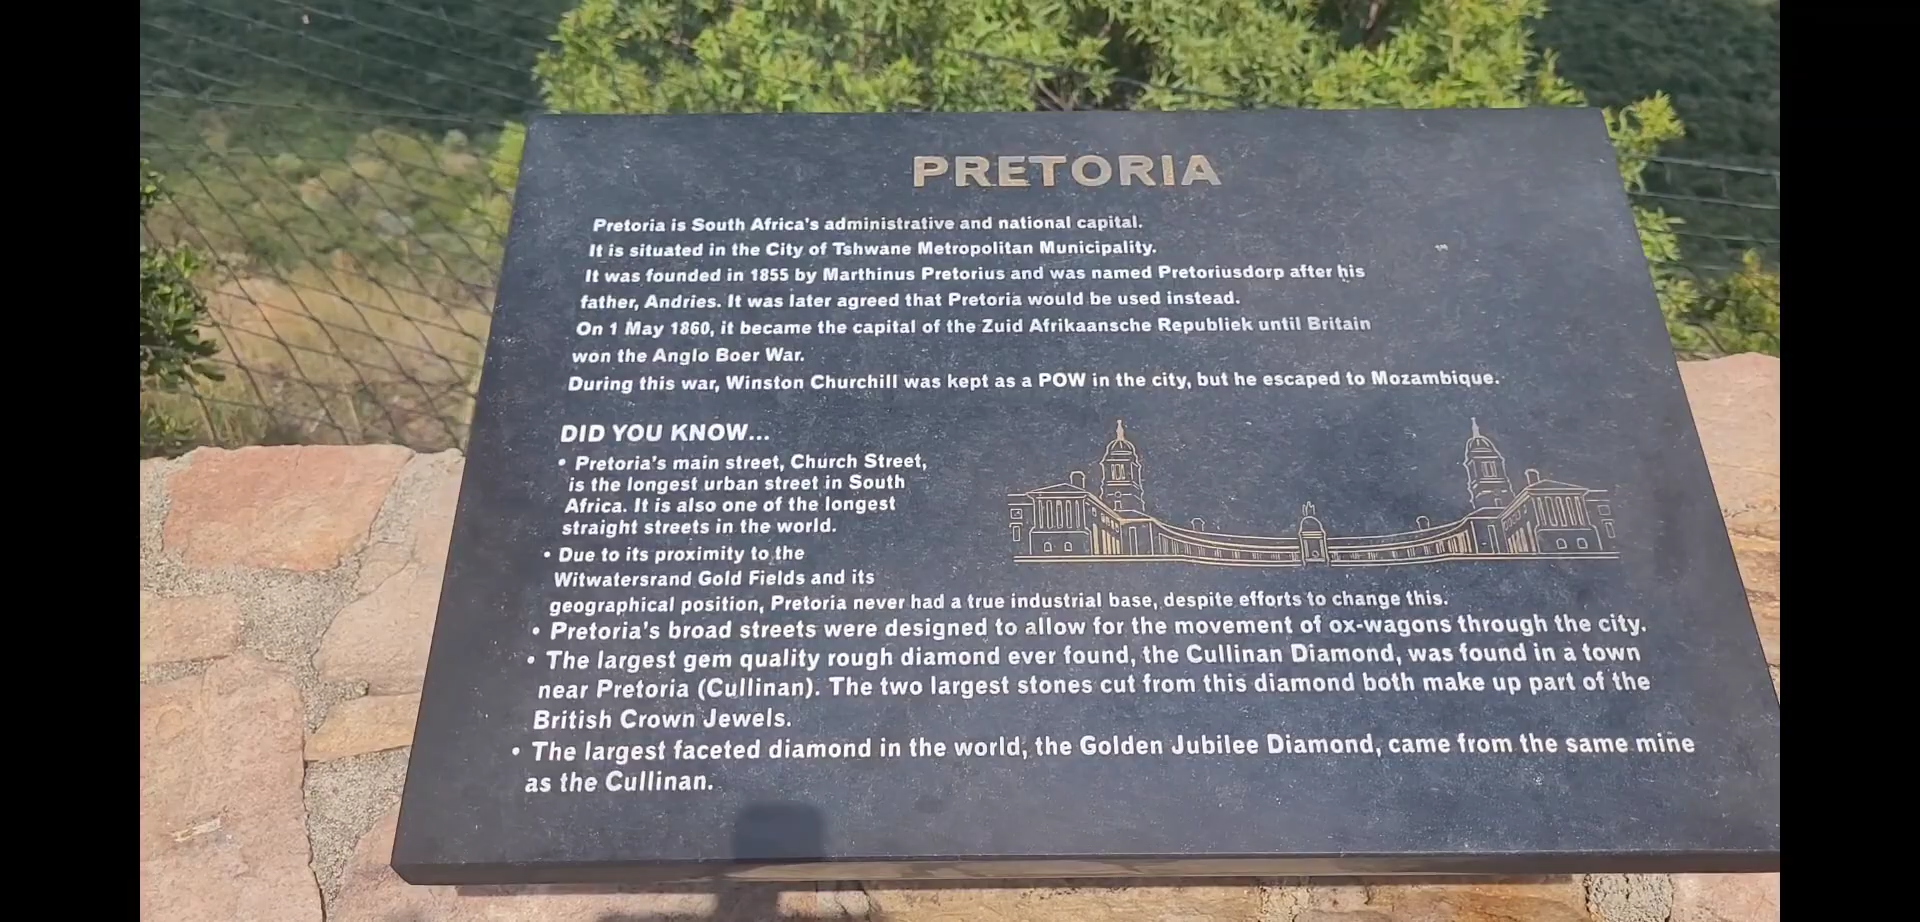 PRETORIA
Pretoria is South Africa's administrative and national capital.
It is situated in the City of Tshwane Metropolitan Municipality.
It was founded in 1855 by Marthinus Pretorius and was named Pretoriusdorp after his
father, Andries. It was later agreed that Pretoria would be used instead.
On 1 May 1860, it became the capital of the Zuid Afrikaansche Republiek until Britain
won the Anglo Boer War.
During this war, Winston Churchill was kept as a POW in the city, but he escaped to Mozambique.
DID YOU KNOW...
• Pretoria's main street, Church Street,
is the longest urban street in South
Africa. It is also one of the longest
straight streets in the world.
• Due to its proximity to the
Witwatersrand Gold Fields and its
geographical position, Pretoria never had a true industrial base, despite efforts to change this.
• Pretoria's broad streets were designed to allow for the movement of ox-wagons through the city.
• The largest gem quality rough diamond ever found, the Cullinan Diamond, was found in a town
near Pretoria (Cullinan). The two largest stones cut from this diamond both make up part of the
British Crown Jewels.
• The largest faceted diamond in the world, the Golden Jubilee Diamond, came from the same mine
as the Cullinan.